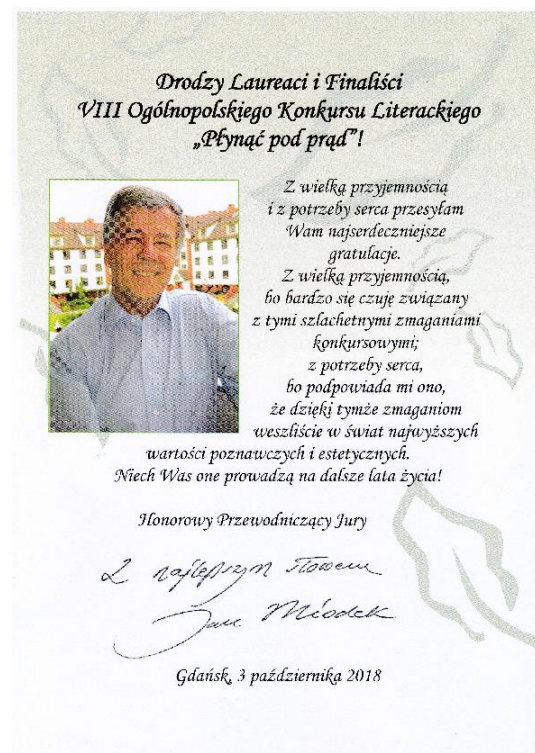 Drodzy Laureaci i Finaliści
VIII Ogólnopolskiego Konkursu Literackiego
„Płynąć pod prąd”!
Z wielką przyjemnością
i z potrzeby serca przesyłam
Wam najserdeczniejsze
gratulacje.
Z wielką przyjemnością,
bo bardzo się czuję związany
z tymi szlachetnymi zmaganiami
konkursowymi;
z potrzeby serca,
bo podpowiada mi ono,
że dzięki tymże zmaganiom
weszliście w świat najwyższych
wartości poznawczych i estetycznych.
Niech Was one prowadzą na dalsze lata życia!
Honorowy Przewodniczący Jury
Z najlepszym słowem
Jan Miodek
Gdańsk, 3 października 2018